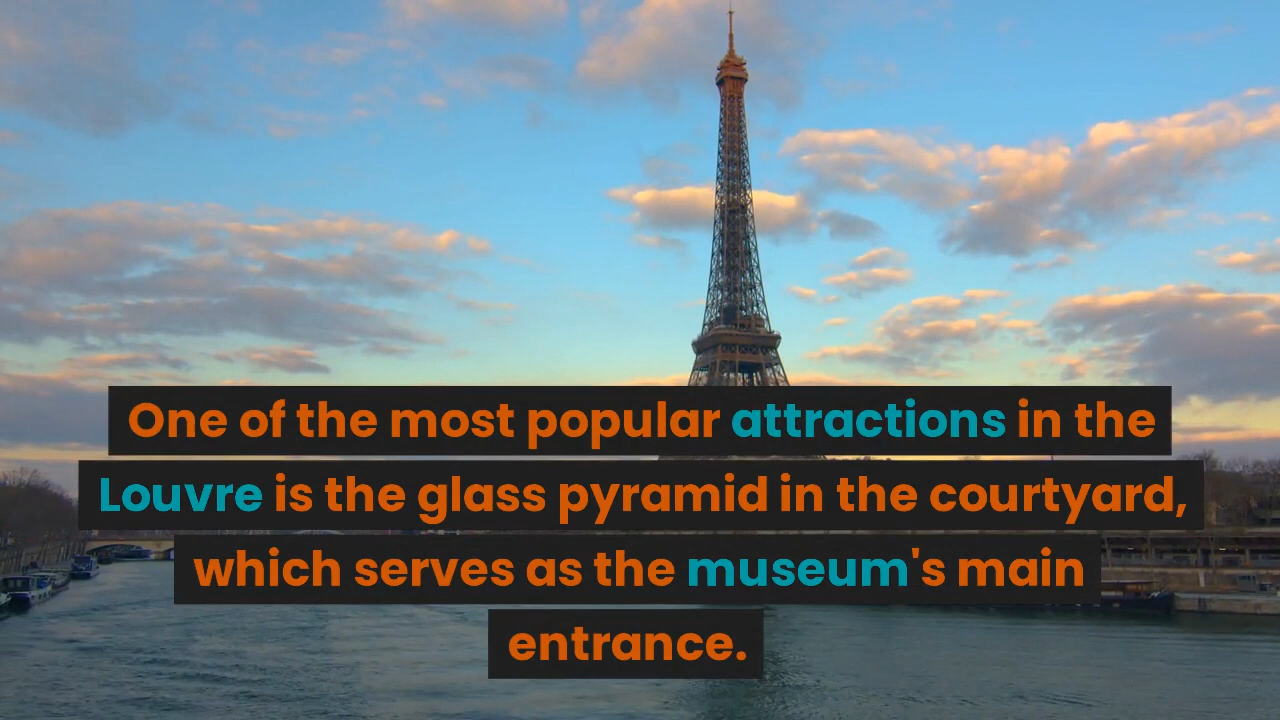 One of the most popular attractions in the
Louvre is the glass pyramid in the courtyard,
which serves as the museum's main
entrance.